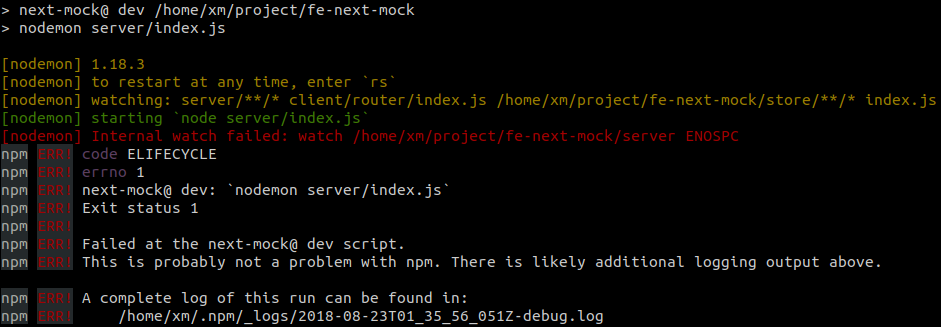 > next-mock@ dev /home/xm/project/fe-next-mock
> nodemon server/index.js
[nodemon] 1.18.3
[nodemon] to restart at any time, enter `rs`
[nodemon] watching: server/**/* client/router/index.js /home/xm/project/fe-next-mock/store/**/* index.js
[nodemon] starting `node server/index.js`
[nodemon] Internal watch failed: watch /home/xm/project/fe-next-mock/server ENOSPC
npm ERR! code ELIFECYCLE
npm ERR! errno 1
npm ERR! next-mock@ dev: `nodemon server/index.js`
npm ERR! Exit status 1
npm ERR!
npm ERR! Failed at the next-mock@ dev script.
npm ERR! This is probably not a problem with npm. There is likely additional logging output above.
npm ERR! A complete log of this run can be found in:
npm ERR!     /home/xm/.npm/_logs/2018-08-23T01_35_56_051Z-debug.log